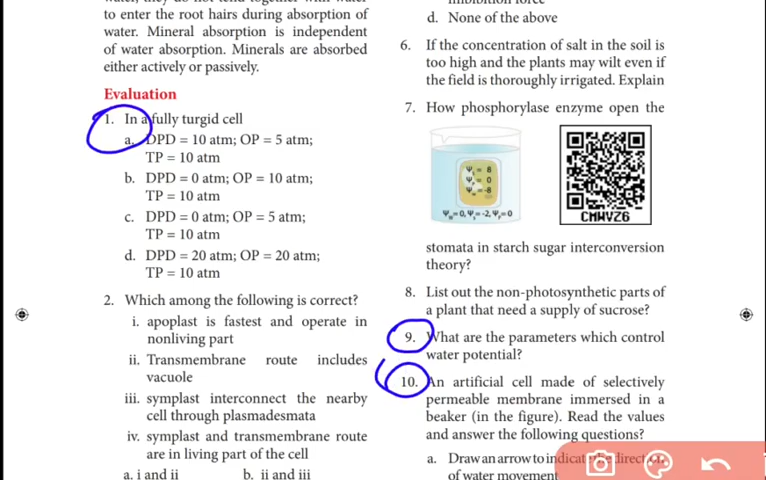 to enter the root hairs during absorption of
water. Mineral absorption is independent
of water absorption. Minerals are absorbed
either actively or passively.
Evaluation
1. In a fully turgid cell
a. DPD = 10 atm; OP = 5 atm;
TP = 10 atm
b. DPD = 0 atm; OP = 10 atm;
TP = 10 atm
c. DPD = 0 atm; OP = 5 atm;
TP = 10 atm
d. DPD = 20 atm; OP = 20 atm;
TP = 10 atm
2. Which among the following is correct?
i. apoplast is fastest and operate in
nonliving part
ii. Transmembrane route includes
vacuole
iii. symplast interconnect the nearby
cell through plasmadesmata
iv. symplast and transmembrane route
are in living part of the cell
a. i and ii b. ii and iii
d. None of the above
6. If the concentration of salt in the soil is
too high and the plants may wilt even if
the field is thoroughly irrigated. Explain
7. How phosphorylase enzyme open the
CMWVZ6
stomata in starch sugar interconversion
theory?
8. List out the non-photosynthetic parts of
a plant that need a supply of sucrose?
9. What are the parameters which control
water potential?
10. An artificial cell made of selectively
permeable membrane immersed in a
beaker (in the figure). Read the values
and answer the following questions?
a. Draw an arrow to indicate the direction
of water movement